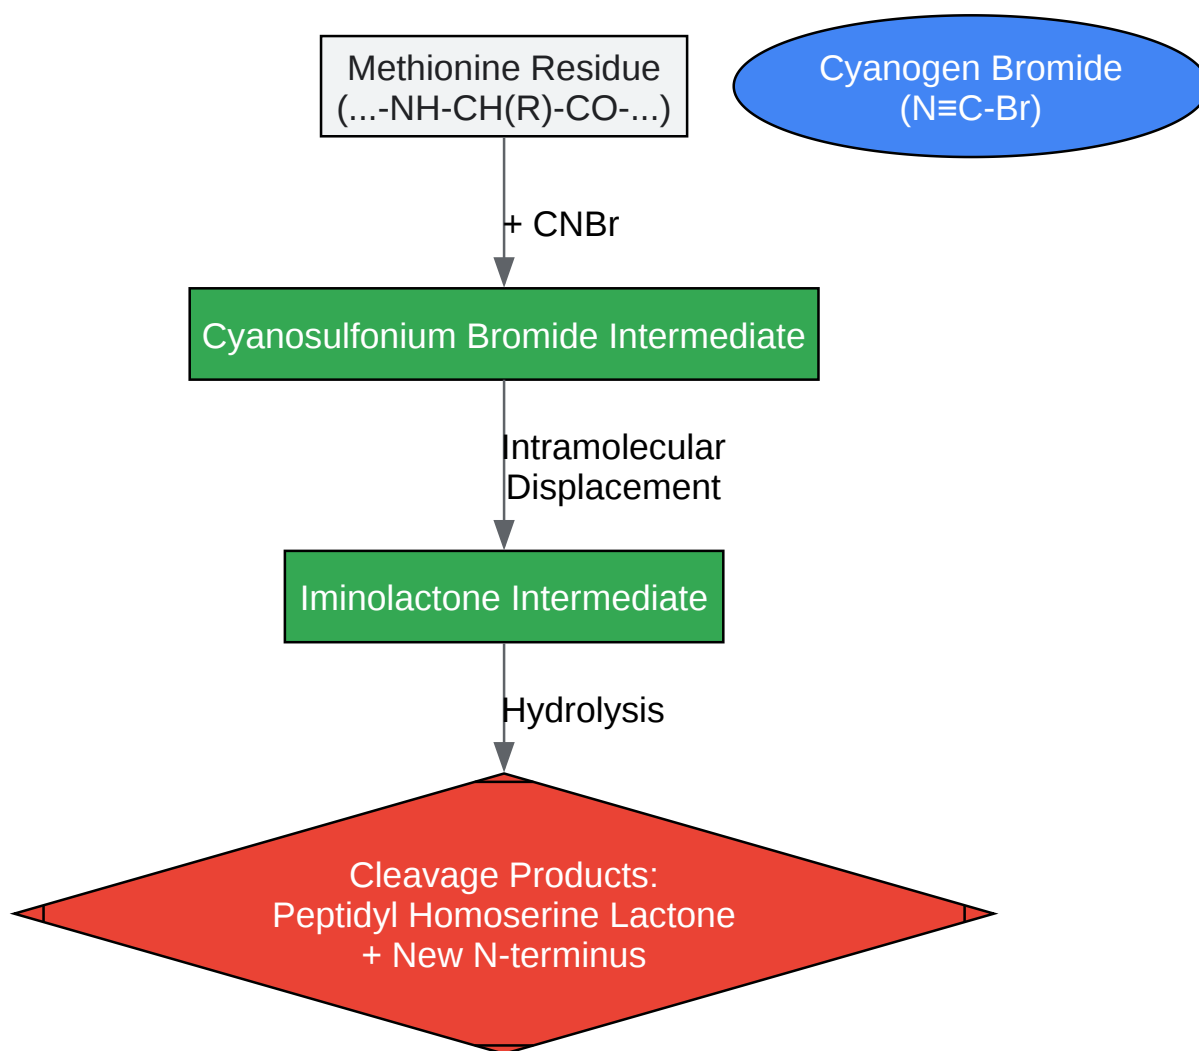 Methionine Residue
(...-NH-CH(R)-CO-...)
Cyanogen Bromide
(N≡C-Br)
+ CNBr
Cyanosulfonium Bromide Intermediate
Intramolecular
Displacement
Iminolactone Intermediate
Hydrolysis
Cleavage Products:
Peptidyl Homoserine Lactone
+ New N-terminus